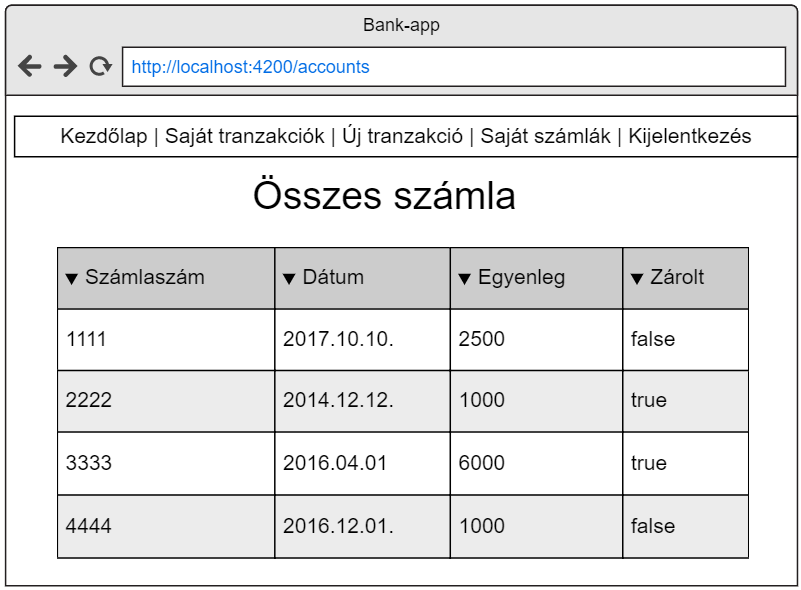 Bank-app
http://localhost:4200/accounts
Kezdőlap | Saját tranzakciók | Új tranzakció | Saját számlák | Kijelentkezés
Összes számla
▼ Számlaszám ▼ Dátum ▼ Egyenleg ▼ Zárolt
1111 2017.10.10. 2500 false
2222 2014.12.12. 1000 true
3333 2016.04.01 6000 true
4444 2016.12.01. 1000 false